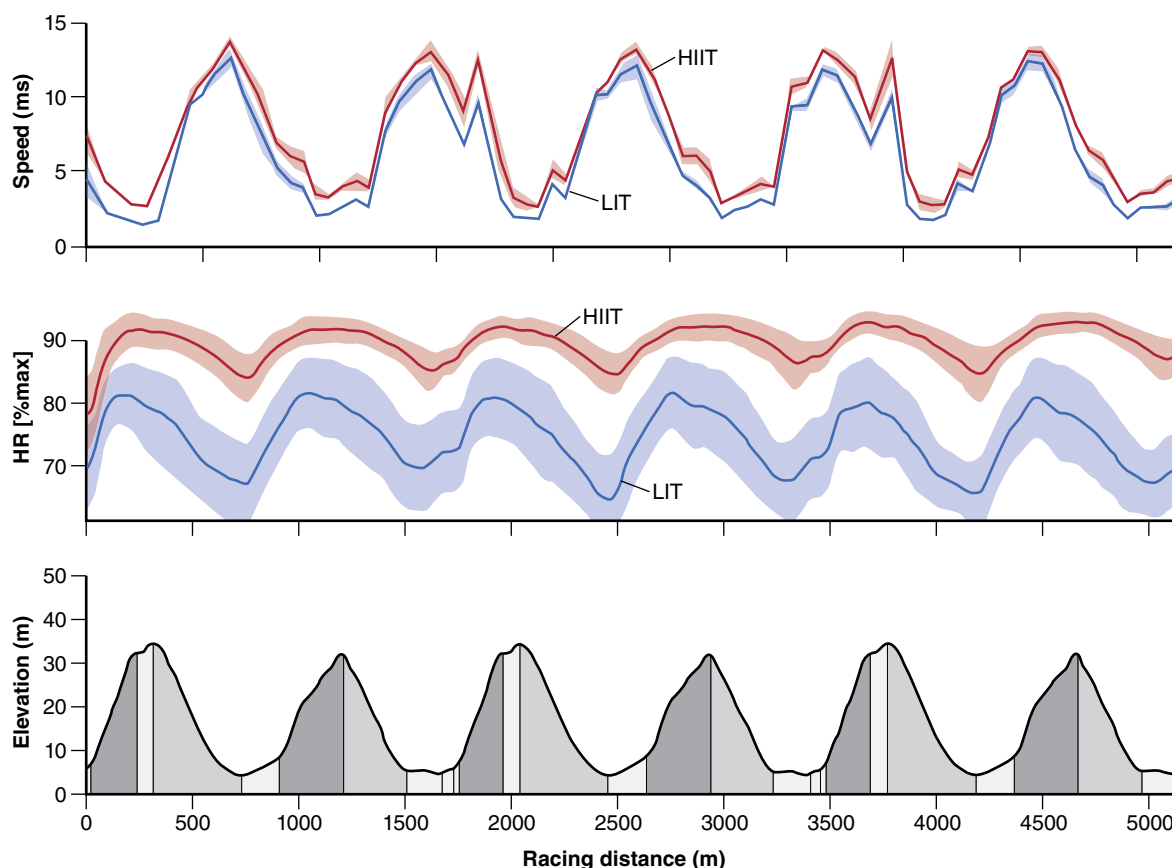 15
10
5
0
Speed (ms)
HIIT
LIT
90
80
70
HR [%max]
HIIT
LIT
50
40
30
20
10
0
Elevation (m)
0 500 1000 1500 2000 2500 3000 3500 4000 4500 5000
Racing distance (m)